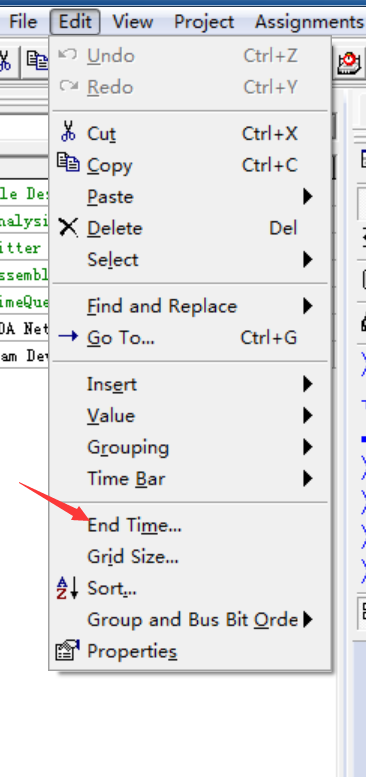 File Edit View Project Assignments
Undo Ctrl+Z
Redo Ctrl+Y
Cut Ctrl+X
Copy Ctrl+C
Paste
Delete Del
Select
Find and Replace
Go To... Ctrl+G
Insert
Value
Grouping
Time Bar
End Time...
Grid Size...
Sort...
Group and Bus Bit Orde
Properties
le De
nalysi
itter
ssembl
imeQue
DA Net
am Dev